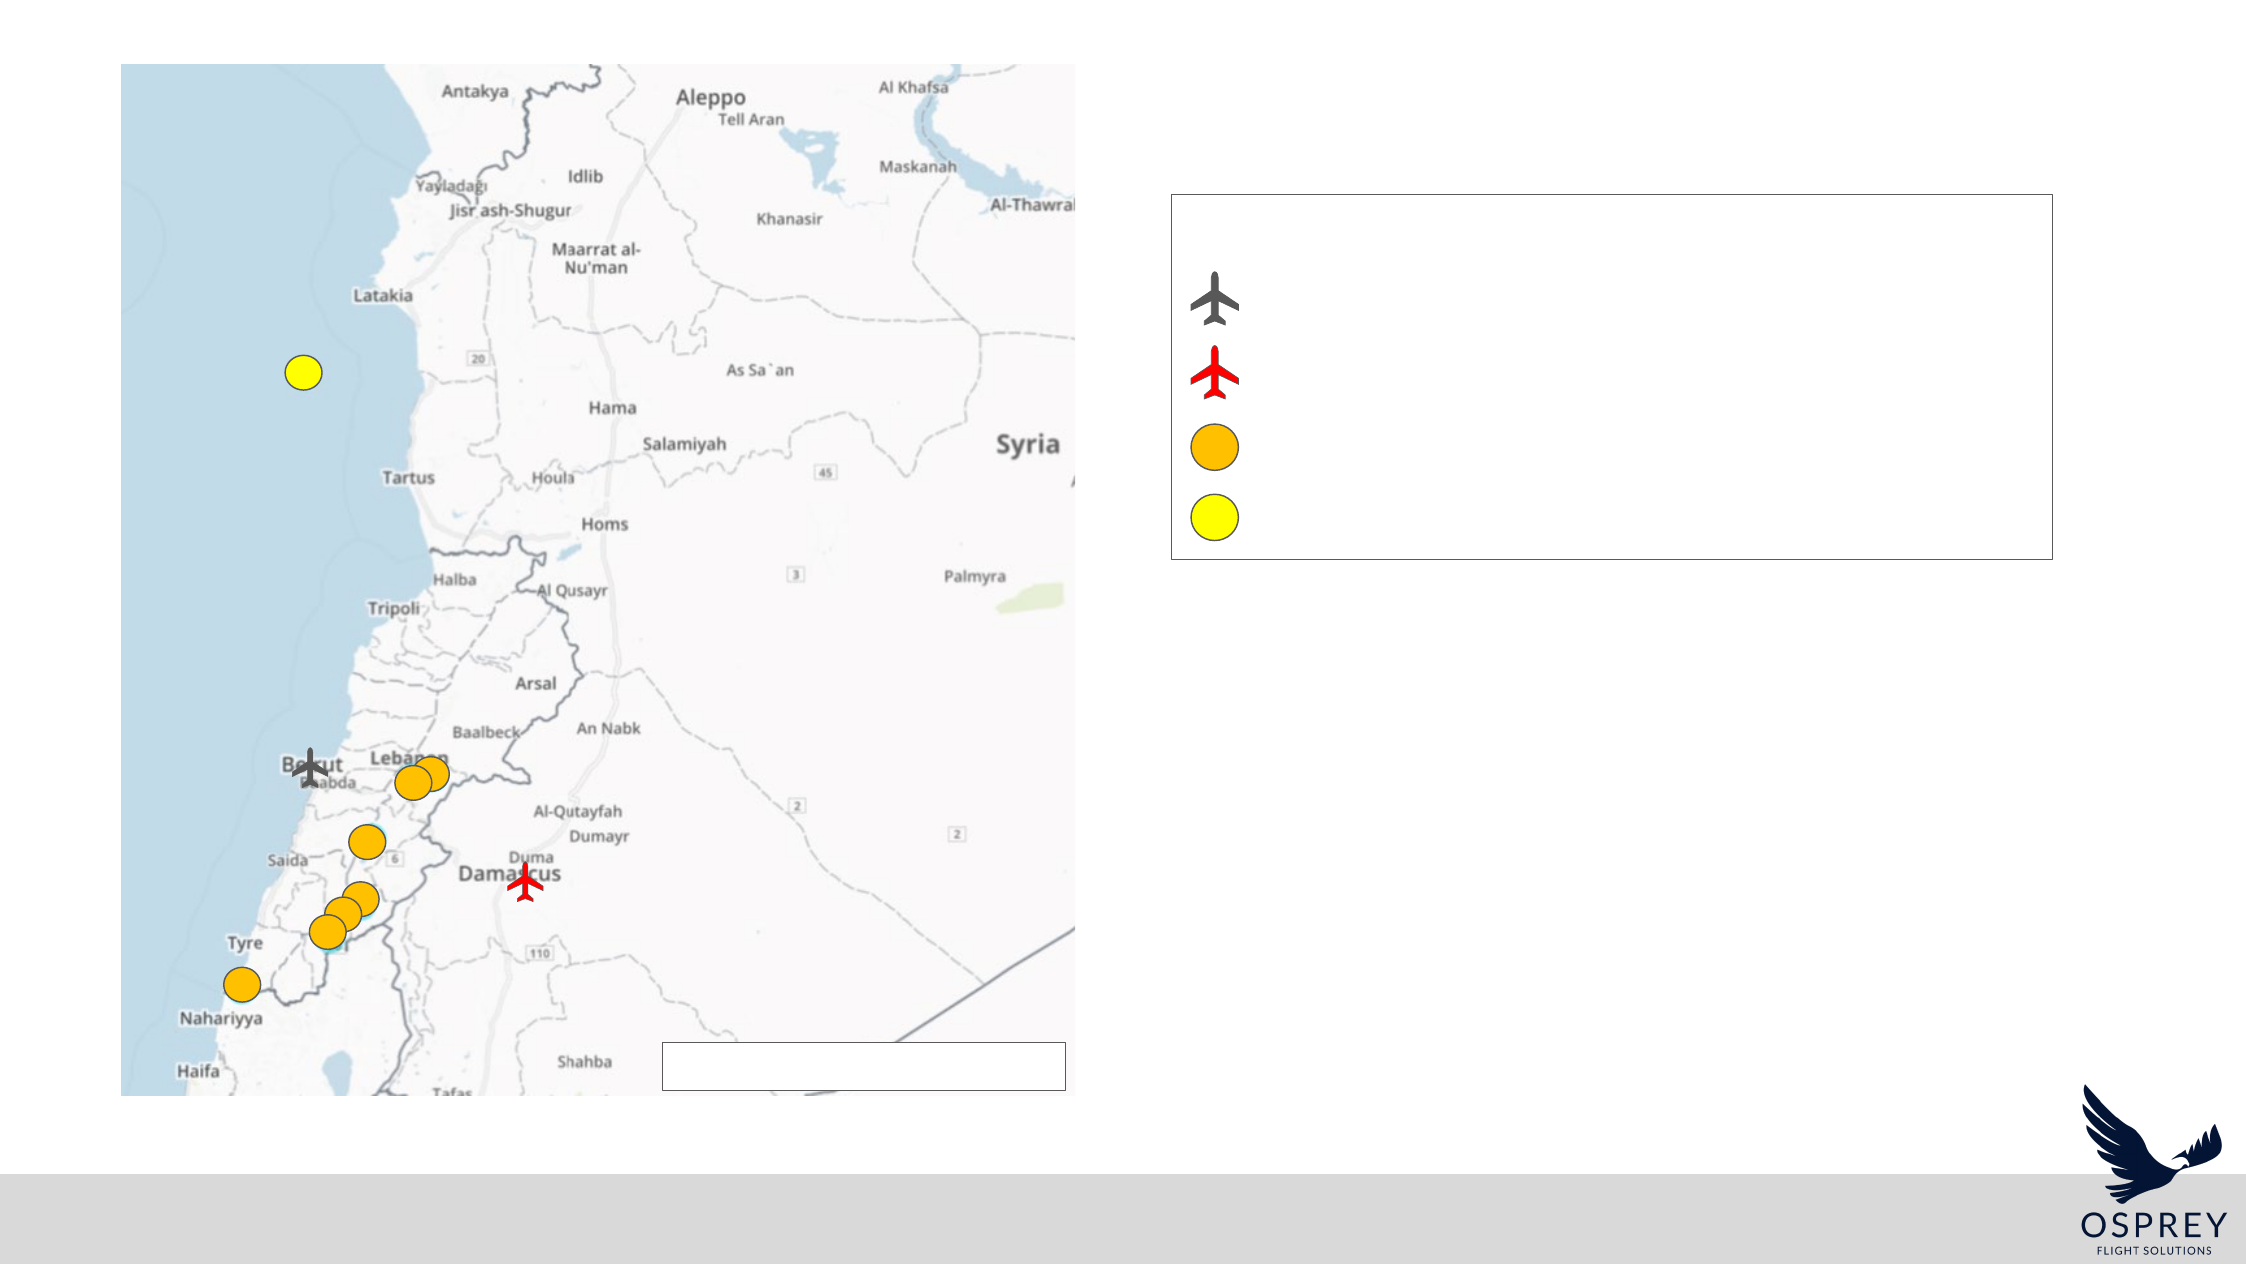 Antakya
Aleppo
Al Khafsa
Tell Aran
Maskanah
Idlib
Yayladağı
Jisr ash-Shugur
Al-Thawra
Khanasir
Maarrat al-
Nu'man
Latakia
20
As Sa`an
Hama
Salamiyah
Syria
45
Tartus
Houla
Homs
3
Palmyra
Halba
Al Qusayr
Tripoli
Arsal
Baalbeck
An Nabk
Beirut
Lebanon
Baabda
2
Al-Qutayfah
2
Dumayr
Saida
6
Duma
Damascus
Tyre
110
Nahariyya
Shahba
Haifa
Tafas
OSPREY
FLIGHT SOLUTIONS